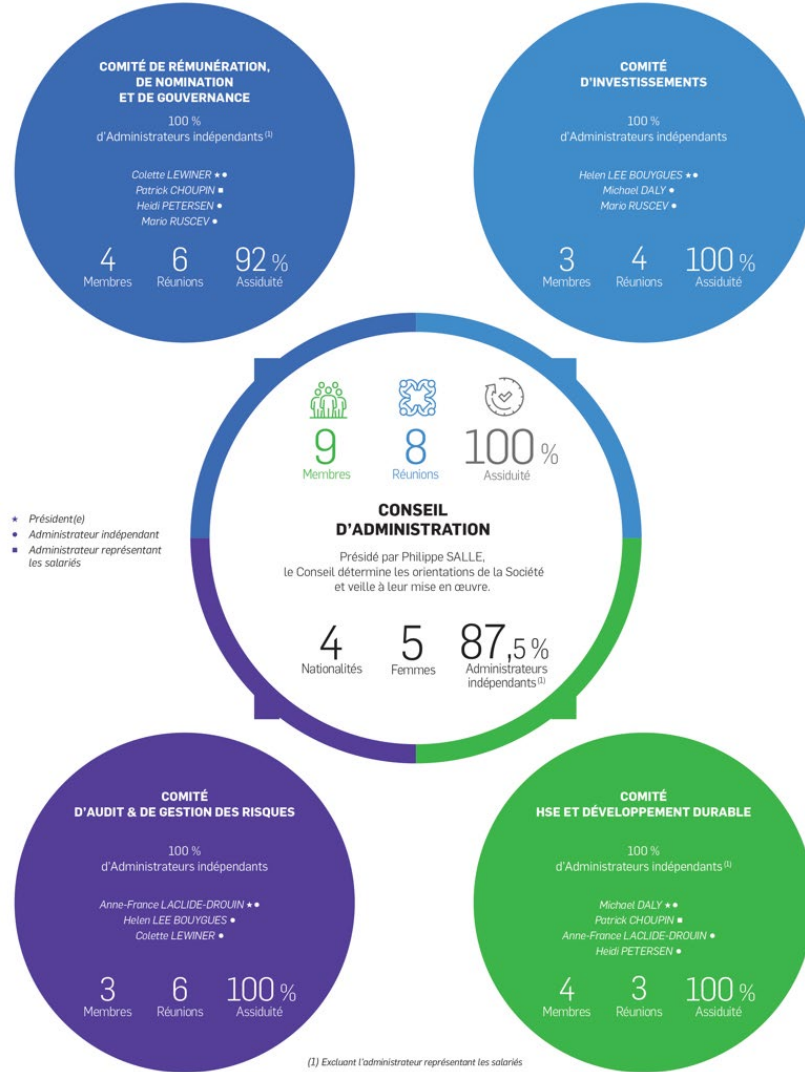 COMITÉ DE RÉMUNÉRATION,
DE NOMINATION
ET DE GOUVERNANCE
100 %
d'Administrateurs indépendants (1)
Colette LEWINER ★●
Patrick CHOUPIN ■
Heidi PETERSEN ●
Mario RUSCEV ●
4 6 92 %
Membres Réunions Assiduité
COMITÉ
D'INVESTISSEMENTS
100 %
d'Administrateurs indépendants
Helen LEE BOUYGUES ★●
Michael DALY ●
Mario RUSCEV ●
3 4 100 %
Membres Réunions Assiduité
9 8 100 %
Membres Réunions Assiduité
CONSEIL
D'ADMINISTRATION
Présidé par Philippe SALLE,
le Conseil détermine les orientations de la Société
et veille à leur mise en œuvre.
4 5 87,5 %
Nationalités Femmes Administrateurs
indépendants (1)
★ Président(e)
● Administrateur indépendant
■ Administrateur représentant
les salariés
COMITÉ
D'AUDIT & DE GESTION DES RISQUES
100 %
d'Administrateurs indépendants
Anne-France LACLIDE-DROUIN ★●
Helen LEE BOUYGUES ●
Colette LEWINER ●
3 6 100 %
Membres Réunions Assiduité
COMITÉ
HSE ET DÉVELOPPEMENT DURABLE
100 %
d'Administrateurs indépendants (1)
Michael DALY ★●
Patrick CHOUPIN ■
Anne-France LACLIDE-DROUIN ●
Heidi PETERSEN ●
4 3 100 %
Membres Réunions Assiduité
(1) Excluant l'administrateur représentant les salariés